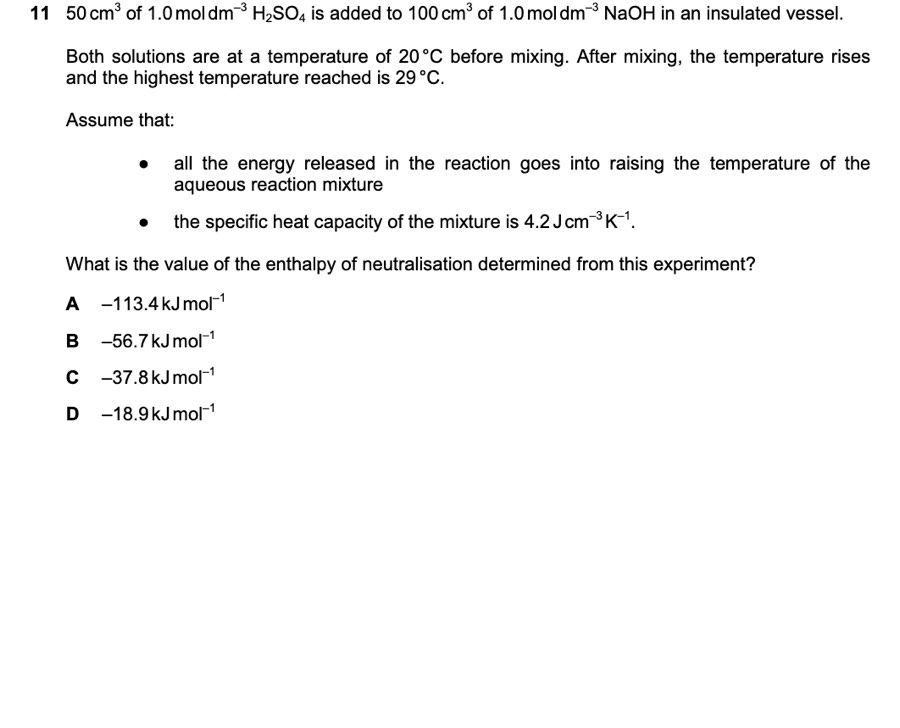 11 50 cm³ of 1.0 mol dm⁻³ H₂SO₄ is added to 100 cm³ of 1.0 mol dm⁻³ NaOH in an insulated vessel.
Both solutions are at a temperature of 20 °C before mixing. After mixing, the temperature rises
and the highest temperature reached is 29 °C.
Assume that:
● all the energy released in the reaction goes into raising the temperature of the
aqueous reaction mixture
● the specific heat capacity of the mixture is 4.2 J cm⁻³ K⁻¹.
What is the value of the enthalpy of neutralisation determined from this experiment?
A –113.4 kJ mol⁻¹
B –56.7 kJ mol⁻¹
C –37.8 kJ mol⁻¹
D –18.9 kJ mol⁻¹